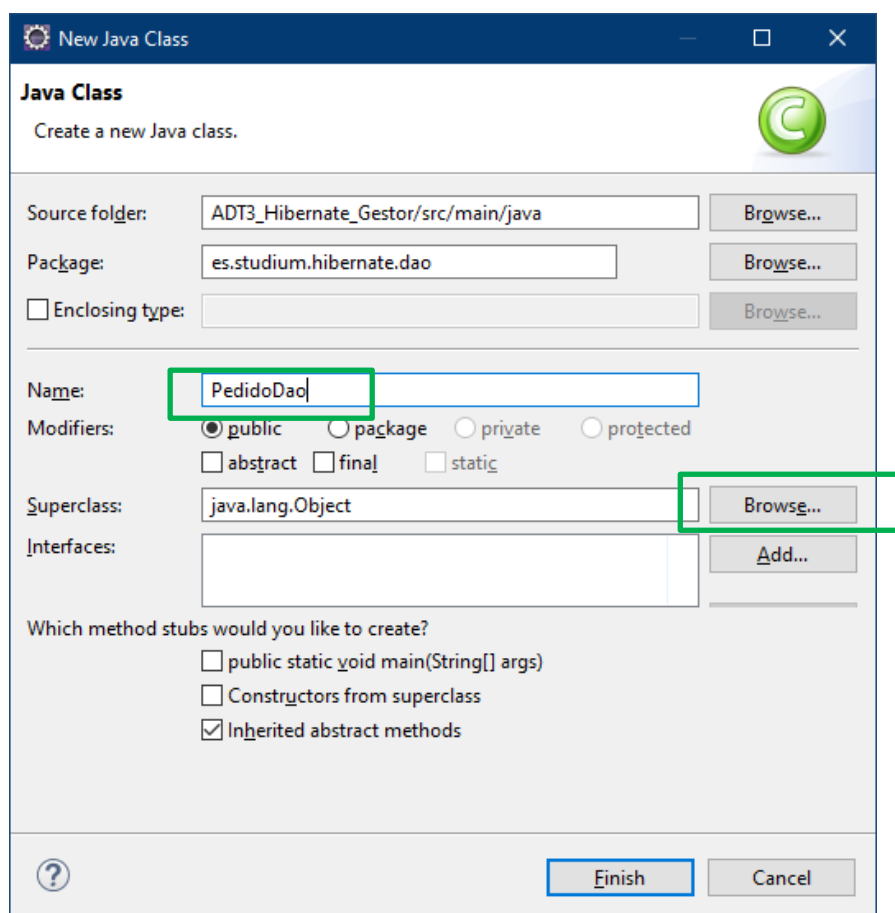 New Java Class
Java Class
Create a new Java class.
C
Source folder: ADT3_Hibernate_Gestor/src/main/java Browse...
Package: es.studium.hibernate.dao Browse...
Enclosing type: Browse...
Name: PedidoDao
Modifiers: public package private protected
abstract final static
Superclass: java.lang.Object Browse...
Interfaces: Add...
Which method stubs would you like to create?
public static void main(String[] args)
Constructors from superclass
Inherited abstract methods
? Finish Cancel